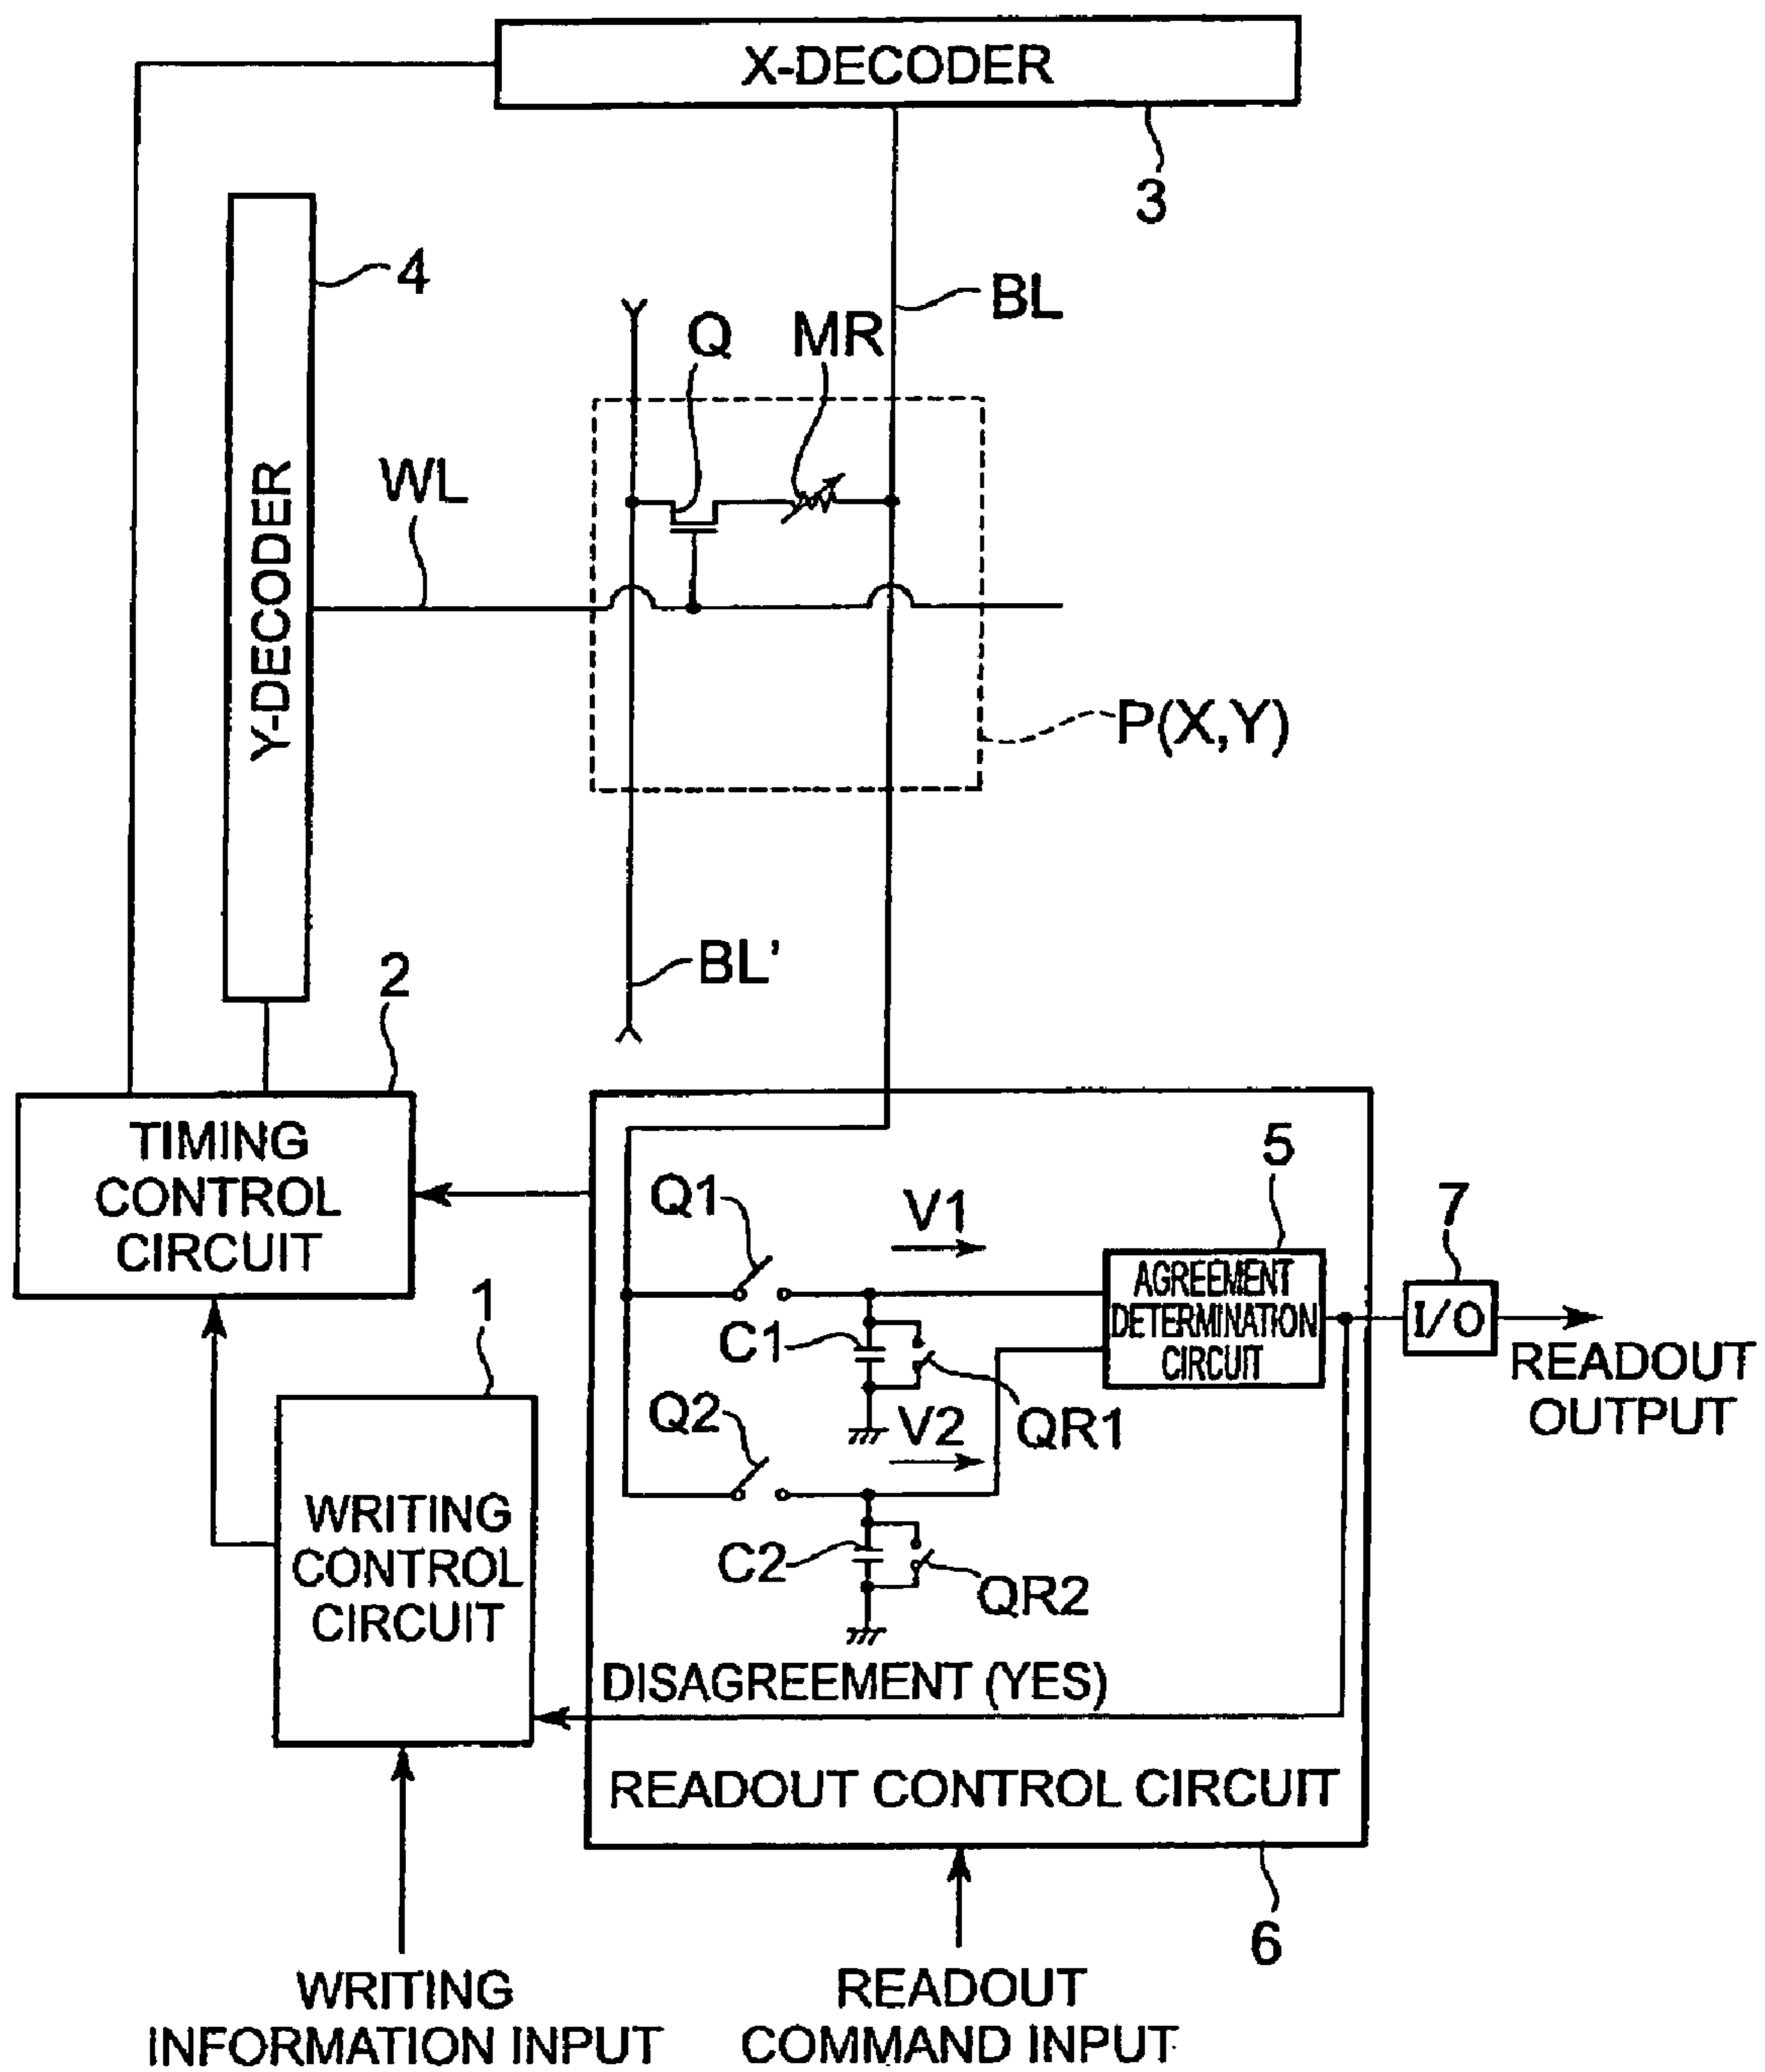 X-DECODER
3
4
BL
Q
MR
WL
Y-DECODER
P(X,Y)
BL'
2
TIMING
CONTROL
CIRCUIT
5
Q1
V1
7
AGREEMENT
DETERMINATION
CIRCUIT
I/O
1
C1
READOUT
OUTPUT
Q2
V2
QR1
WRITING
CONTROL
CIRCUIT
C2
QR2
DISAGREEMENT (YES)
READOUT CONTROL CIRCUIT
6
WRITING
INFORMATION INPUT
READOUT
COMMAND INPUT